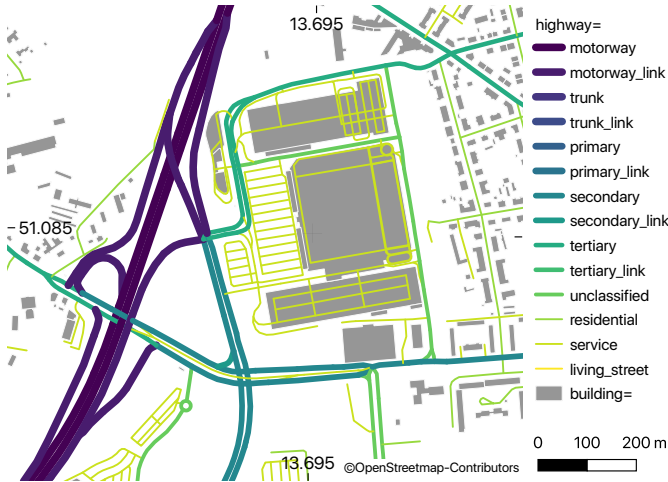 13.695
highway=
motorway
motorway_link
trunk
trunk_link
primary
primary_link
secondary
secondary_link
tertiary
tertiary_link
unclassified
residential
service
living_street
building=
51.085
0 100 200 m
13.695
©OpenStreetmap-Contributors